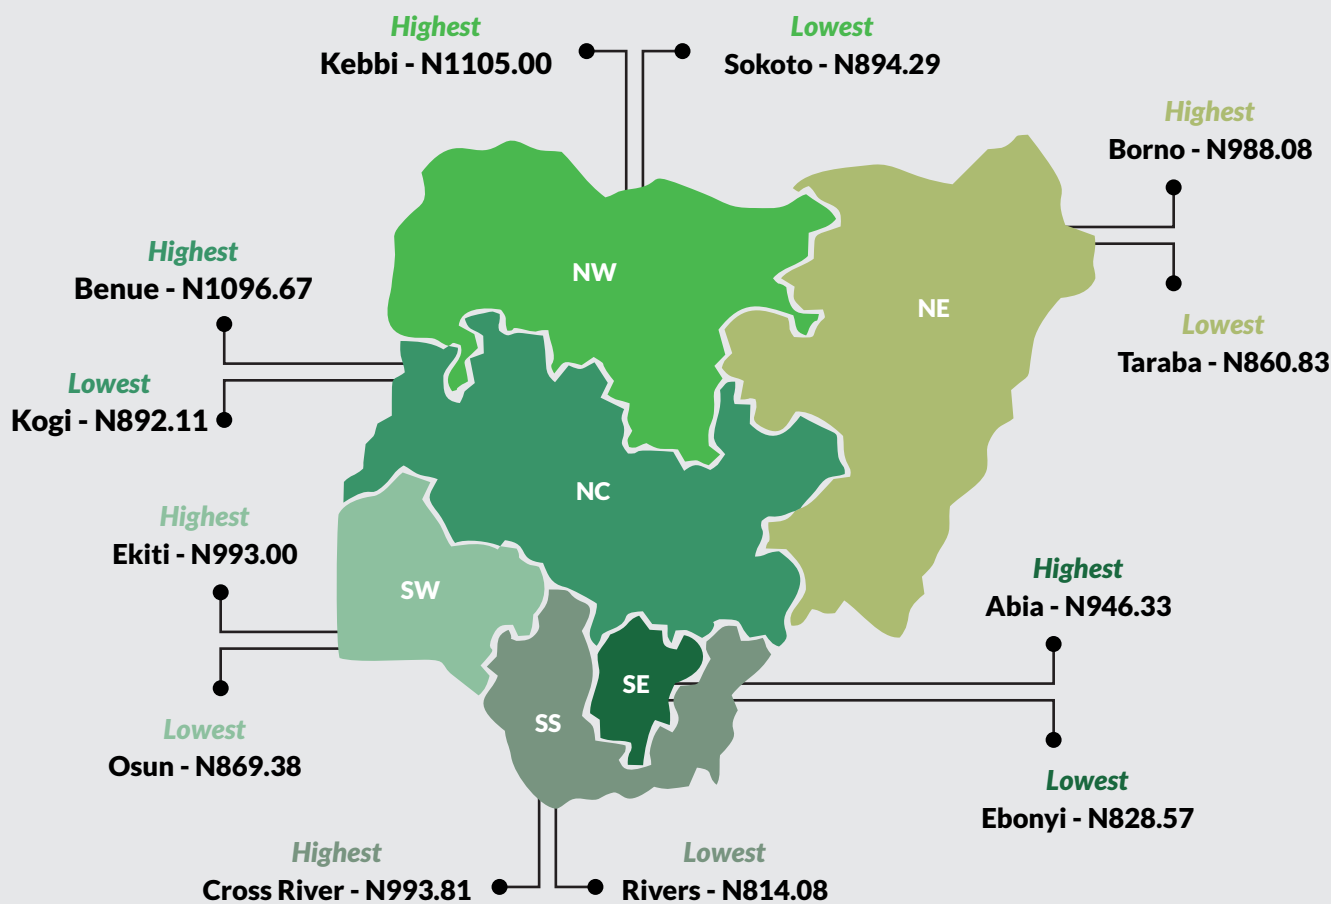 Highest
Kebbi - N1105.00
Lowest
Sokoto - N894.29
Highest
Borno - N988.08
Lowest
Taraba - N860.83
Highest
Benue - N1096.67
Lowest
Kogi - N892.11
NW
NE
NC
SW
SE
SS
Highest
Ekiti - N993.00
Lowest
Osun - N869.38
Highest
Abia - N946.33
Lowest
Ebonyi - N828.57
Highest
Cross River - N993.81
Lowest
Rivers - N814.08